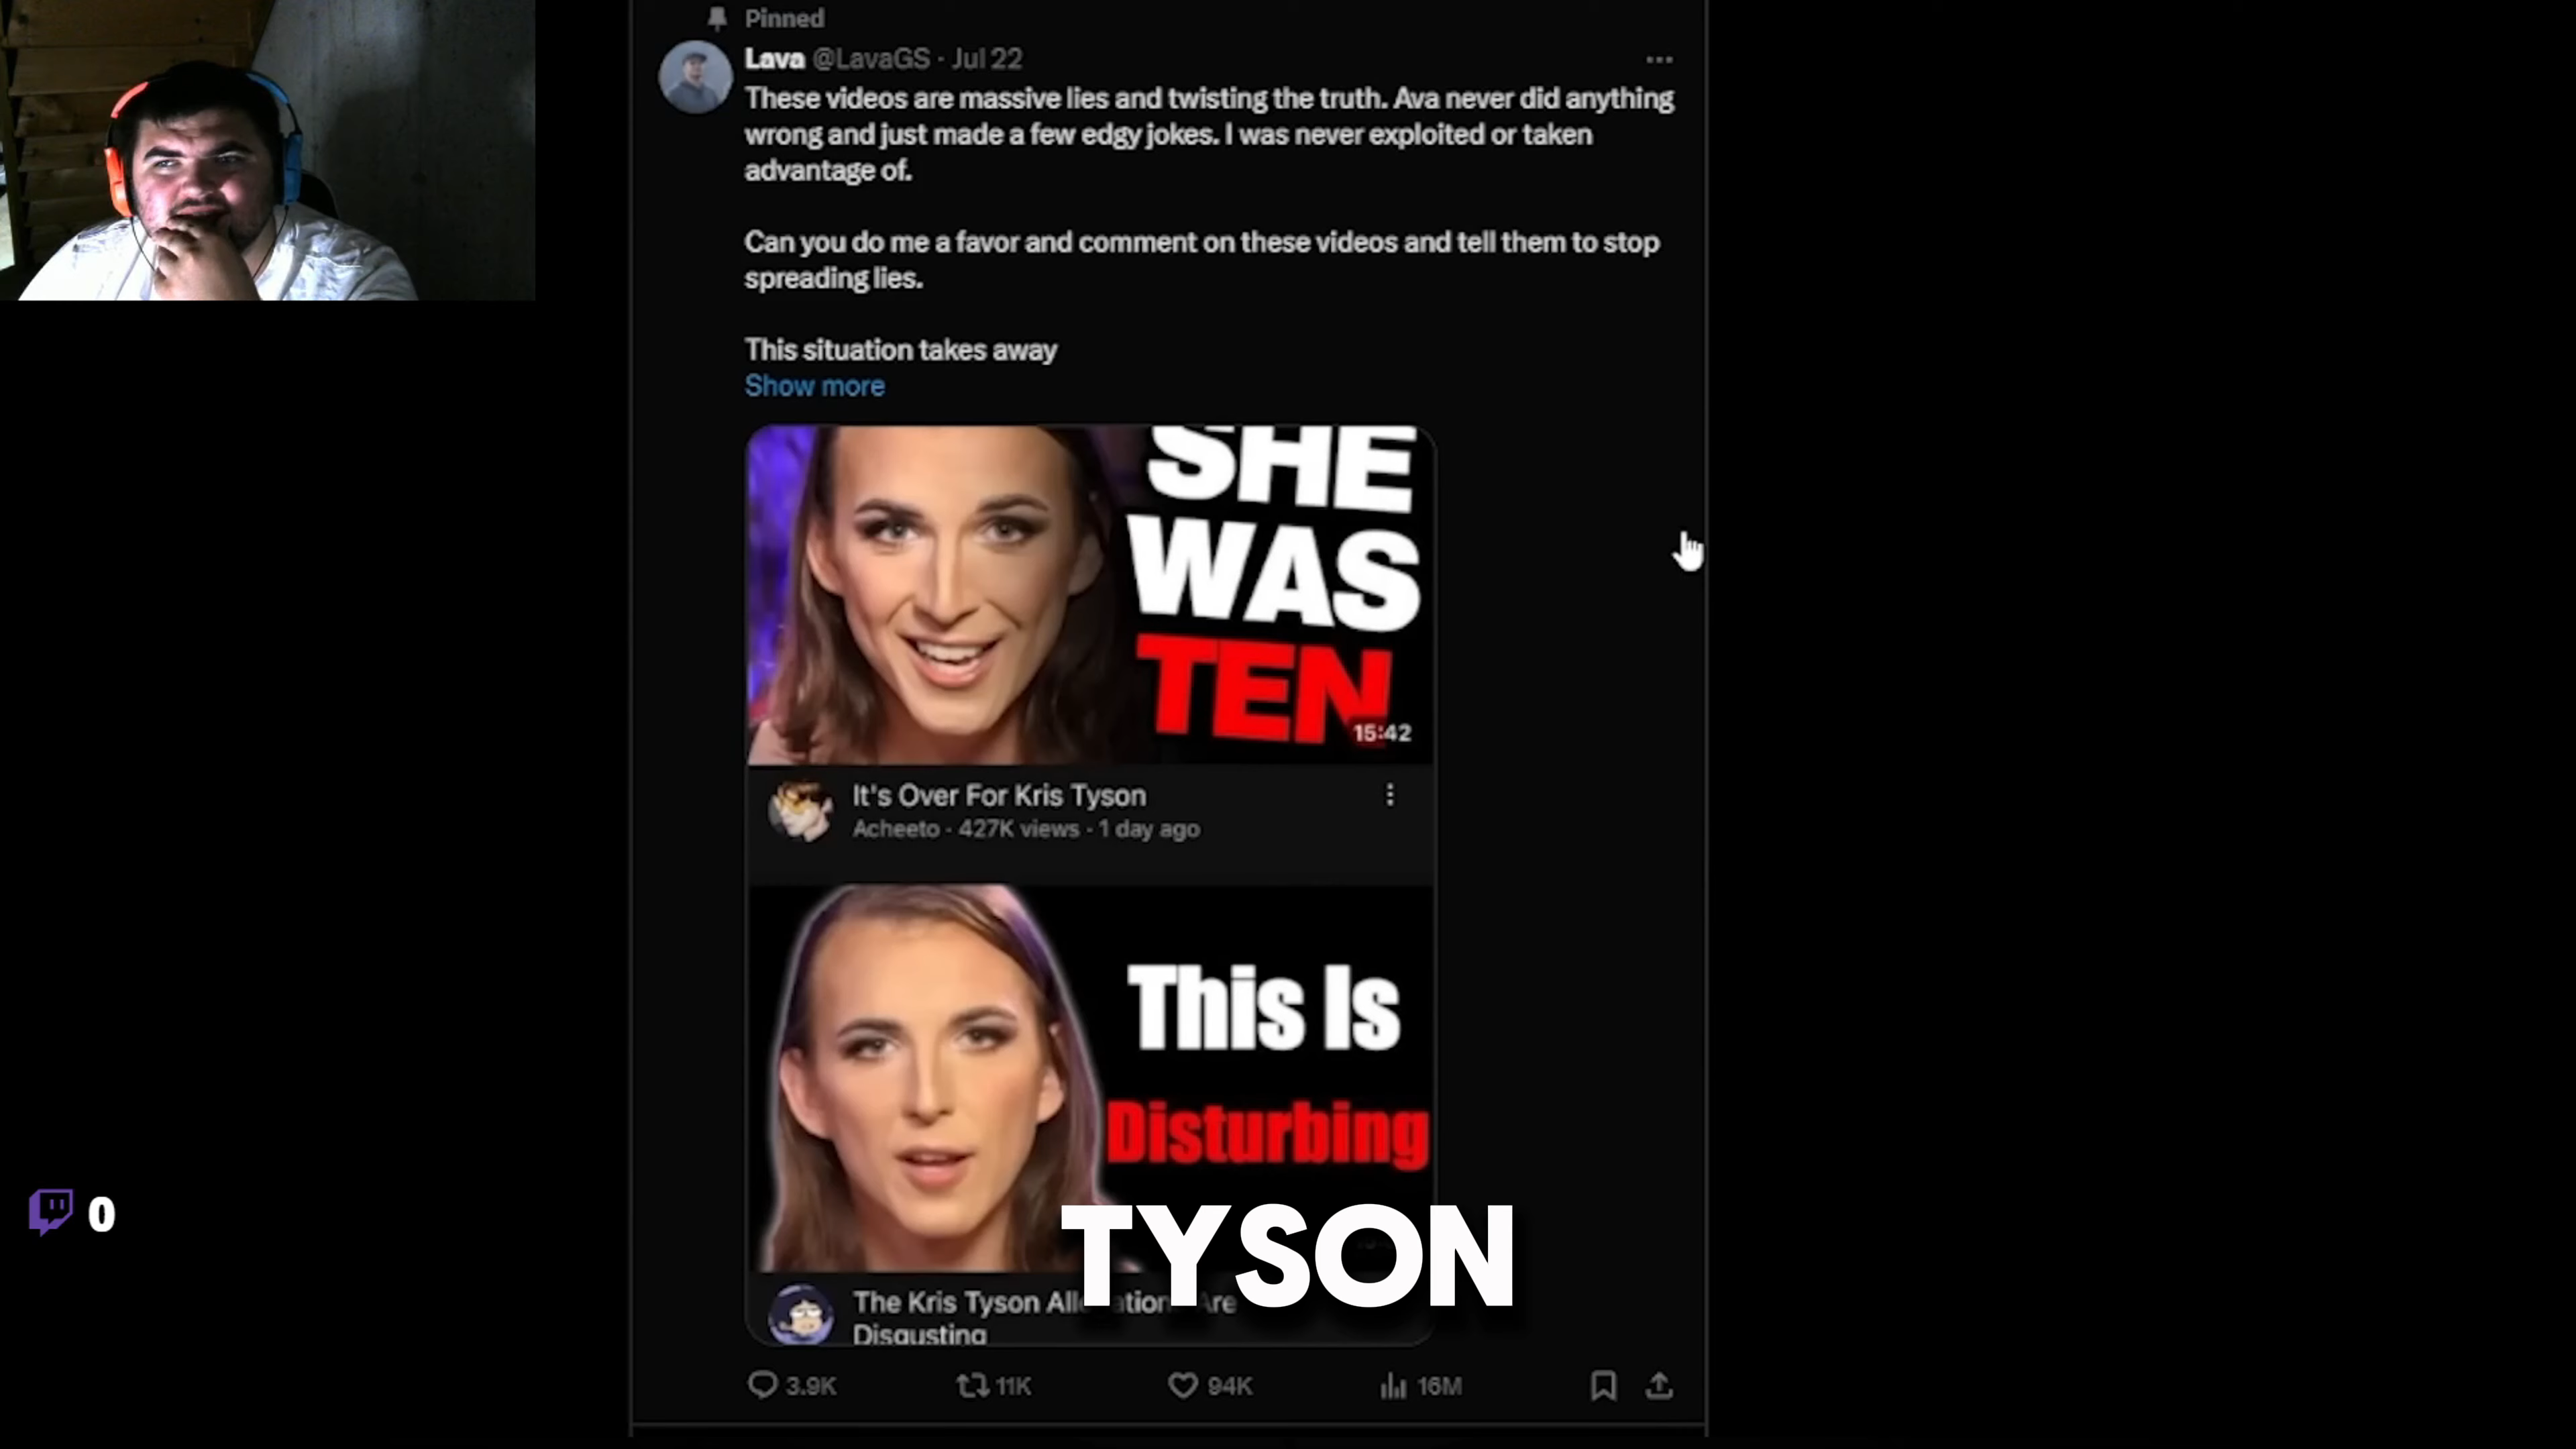 Pinned
Lava @LavaGS · Jul 22
These videos are massive lies and twisting the truth. Ava never did anything
wrong and just made a few edgy jokes. I was never exploited or taken
advantage of.
Can you do me a favor and comment on these videos and tell them to stop
spreading lies.
This situation takes away
Show more
SHE
WAS
TEN
15:42
It's Over For Kris Tyson
Acheeto · 427K views · 1 day ago
This Is
Disturbing
TYSON
The Kris Tyson
Disgusting
3.9K 11K 94K 16M
0